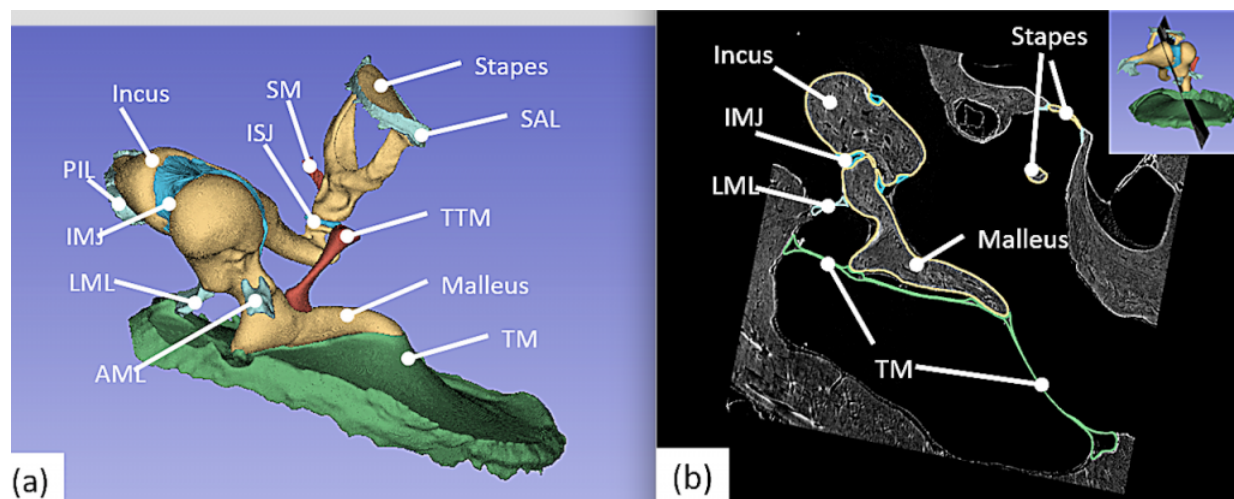 Incus
SM
Stapes
ISJ
SAL
PIL
TTM
IMJ
LML
Malleus
TM
AML
(a)
Incus
Stapes
IMJ
LML
Malleus
TM
(b)